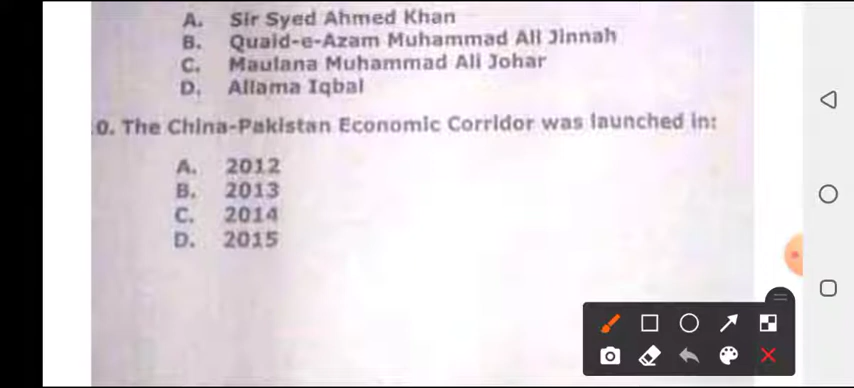 A. Sir Syed Ahmed Khan
B. Quaid-e-Azam Muhammad Ali Jinnah
C. Maulana Muhammad Ali Johar
D. Allama Iqbal
0. The China-Pakistan Economic Corridor was launched in:
A. 2012
B. 2013
C. 2014
D. 2015